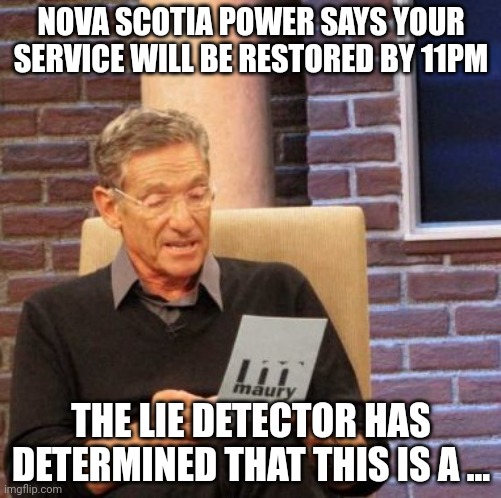 NOVA SCOTIA POWER SAYS YOUR
SERVICE WILL BE RESTORED BY 11PM
maury
THE LIE DETECTOR HAS
DETERMINED THAT THIS IS A ...
imgflip.com